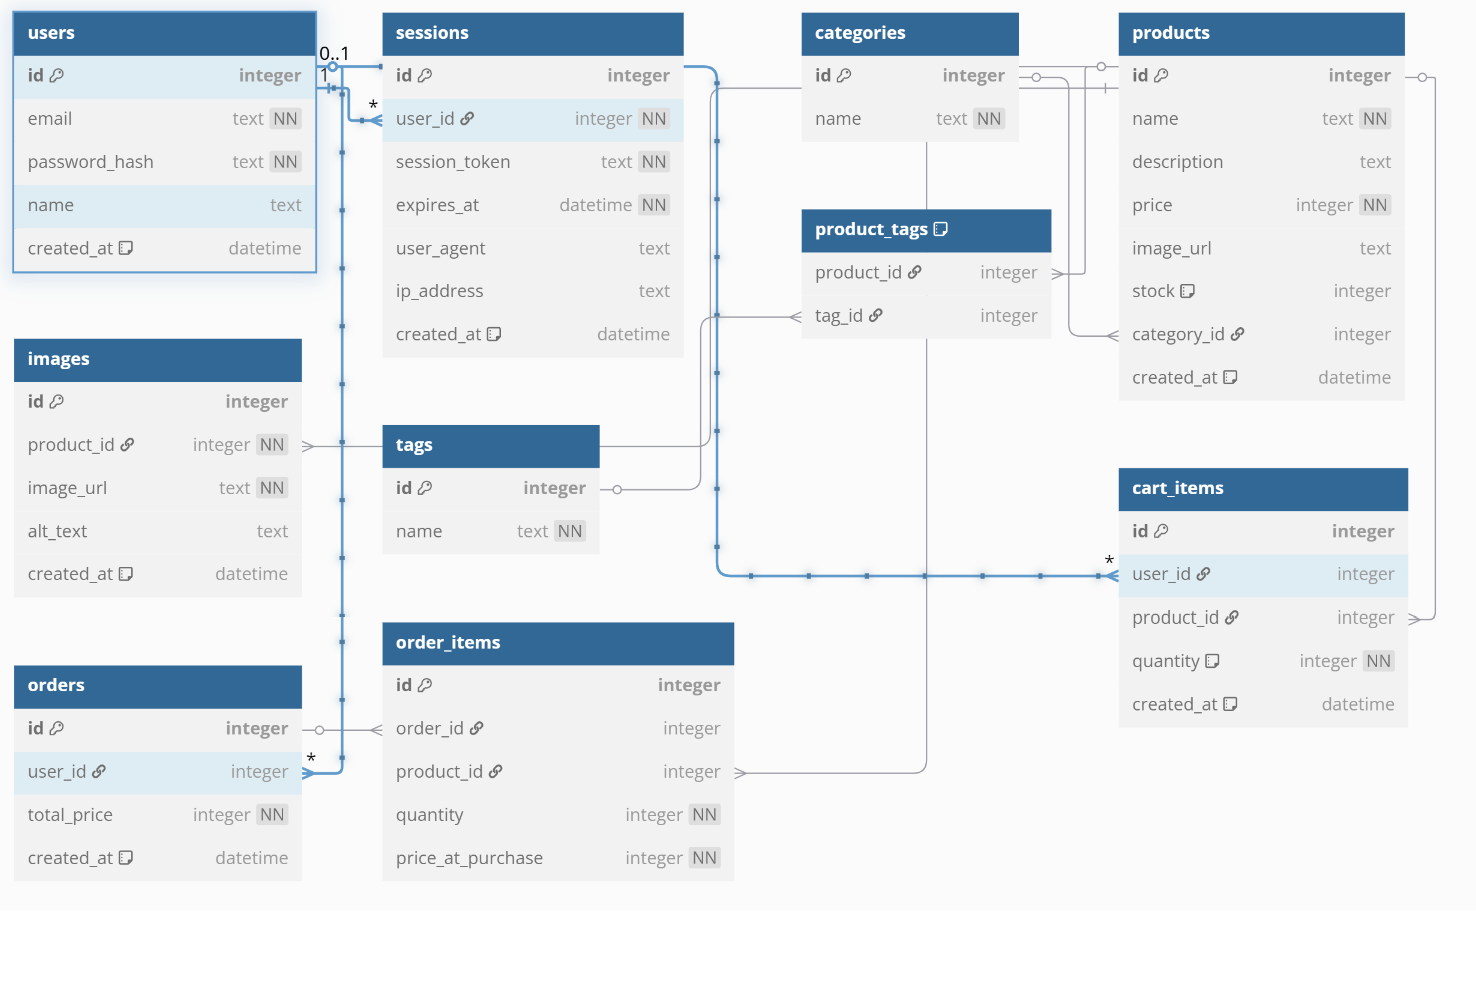 users
id integer
email text NN
password_hash text NN
name text
created_at datetime
0..1
1
*
sessions
id integer
user_id integer NN
session_token text NN
expires_at datetime NN
user_agent text
ip_address text
created_at datetime
categories
id integer
name text NN
products
id integer
name text NN
description text
price integer NN
image_url text
stock integer
category_id integer
created_at datetime
product_tags
product_id integer
tag_id integer
images
id integer
product_id integer NN
image_url text NN
alt_text text
created_at datetime
tags
id integer
name text NN
*
cart_items
id integer
user_id integer
product_id integer
quantity integer NN
created_at datetime
orders
id integer
user_id integer
total_price integer NN
created_at datetime
*
order_items
id integer
order_id integer
product_id integer
quantity integer NN
price_at_purchase integer NN